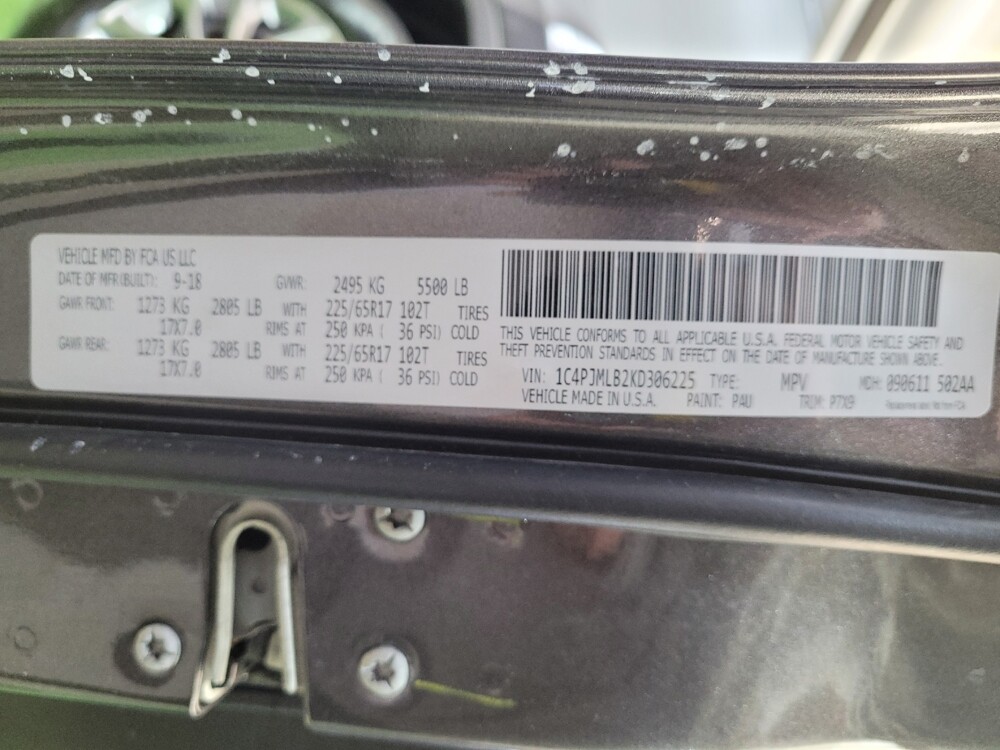 VEHICLE MFD BY FCA US LLC
DATE OF MFR(BUILT): 9-18 GVWR: 2495 KG 5500 LB
GAWR FRONT: 1273 KG 2805 LB WITH 225/65R17 102T TIRES
17X7.0 RIMS AT 250 KPA ( 36 PSI) COLD
GAWR REAR: 1273 KG 2805 LB WITH 225/65R17 102T TIRES
17X7.0 RIMS AT 250 KPA ( 36 PSI) COLD
THIS VEHICLE CONFORMS TO ALL APPLICABLE U.S.A. FEDERAL MOTOR VEHICLE SAFETY AND
THEFT PREVENTION STANDARDS IN EFFECT ON THE DATE OF MANUFACTURE SHOWN ABOVE.
VIN: 1C4PJMLB2KD306225 TYPE: MPV MDH: 090611 502AA
VEHICLE MADE IN U.S.A. PAINT: PAU TRIM: P7X9